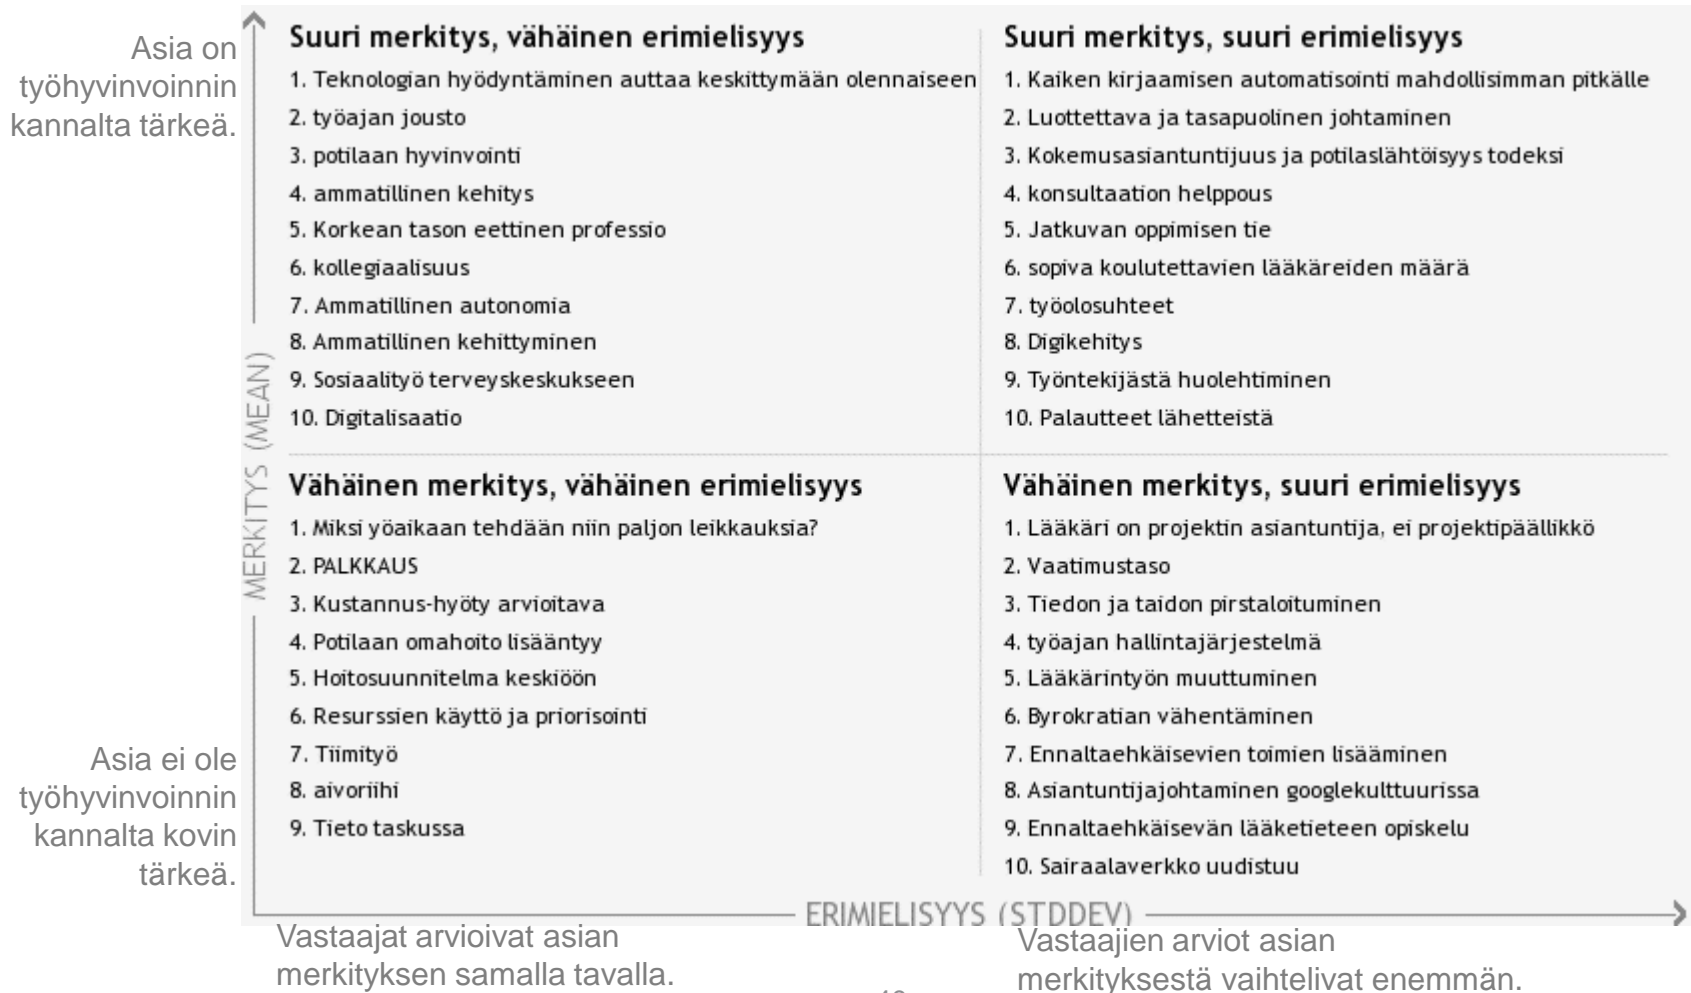 Asia on
työhyvinvoinnin
kannalta tärkeä.
Suuri merkitys, vähäinen erimielisyys
1. Teknologian hyödyntäminen auttaa keskittymään olennaiseen
2. työajan jousto
3. potilaan hyvinvointi
4. ammatillinen kehitys
5. Korkean tason eettinen professio
6. kollegiaalisuus
7. Ammatillinen autonomia
8. Ammatillinen kehittyminen
9. Sosiaalityö terveyskeskukseen
10. Digitalisaatio
Suuri merkitys, suuri erimielisyys
1. Kaiken kirjaamisen automatisointi mahdollisimman pitkälle
2. Luottettava ja tasapuolinen johtaminen
3. Kokemusasiantuntijuus ja potilaslähtöisyys todeksi
4. konsultaation helppous
5. Jatkuvan oppimisen tie
6. sopiva koulutettavien lääkäreiden määrä
7. työolosuhteet
8. Digikehitys
9. Työntekijästä huolehtiminen
10. Palautteet lähetteistä
MERKITYS (MEAN)
Vähäinen merkitys, vähäinen erimielisyys
1. Miksi yöaikaan tehdään niin paljon leikkauksia?
2. PALKKAUS
3. Kustannus-hyöty arvioitava
4. Potilaan omahoito lisääntyy
5. Hoitosuunnitelma keskiöön
6. Resurssien käyttö ja priorisointi
7. Tiimityö
8. aivoriihi
9. Tieto taskussa
Vähäinen merkitys, suuri erimielisyys
1. Lääkäri on projektin asiantuntija, ei projektipäällikkö
2. Vaatimustaso
3. Tiedon ja taidon pirstaloituminen
4. työajan hallintajärjestelmä
5. Lääkärintyön muuttuminen
6. Byrokratian vähentäminen
7. Ennaltaehkäisevien toimien lisääminen
8. Asiantuntijajohtaminen googlekulttuurissa
9. Ennaltaehkäisevän lääketieteen opiskelu
10. Sairaalaverkko uudistuu
Asia ei ole
työhyvinvoinnin
kannalta kovin
tärkeä.
ERIMIELISYYS (STDDEV)
Vastaajat arvioivat asian
merkityksen samalla tavalla.
Vastaajien arviot asian
merkityksestä vaihtelivat enemmän.